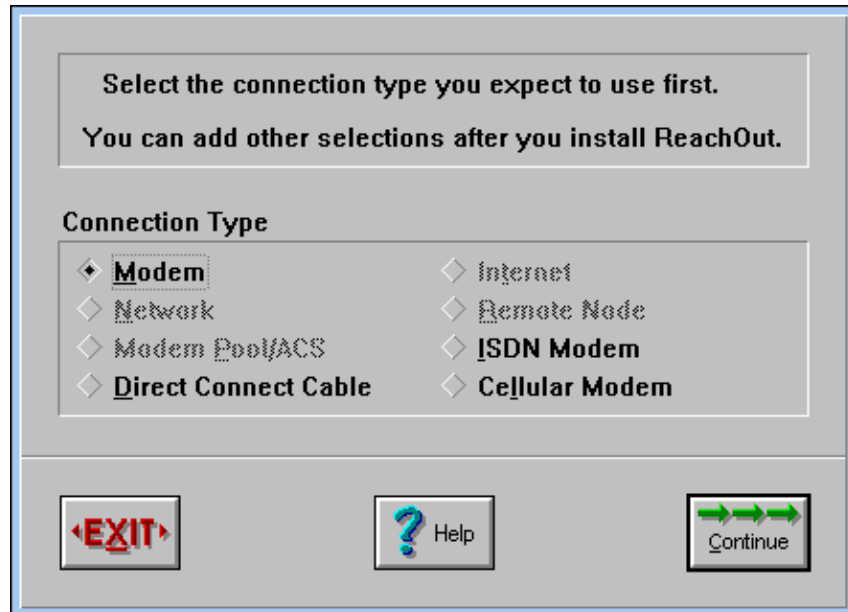 Select the connection type you expect to use first.
You can add other selections after you install ReachOut.
Connection Type
Modem
Internet
Network
Remote Node
Modem Pool/ACS
ISDN Modem
Direct Connect Cable
Cellular Modem
EXIT
Help
Continue